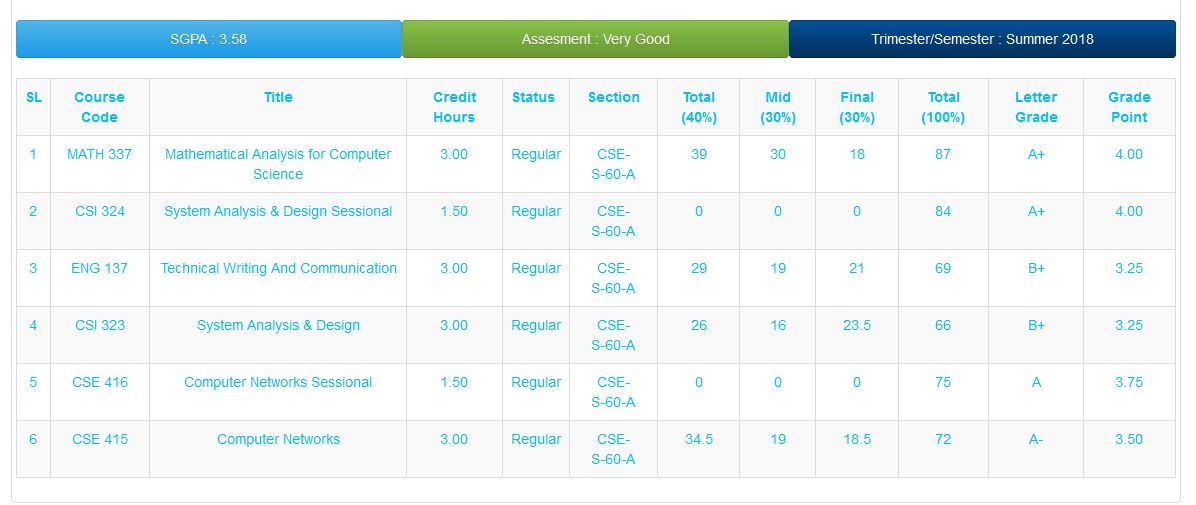 SGPA : 3.58 Assesment : Very Good Trimester/Semester : Summer 2018
SL Course Code Title Credit Hours Status Section Total (40%) Mid (30%) Final (30%) Total (100%) Letter Grade Grade Point
1 MATH 337 Mathematical Analysis for Computer Science 3.00 Regular CSE-S-60-A 39 30 18 87 A+ 4.00
2 CSI 324 System Analysis & Design Sessional 1.50 Regular CSE-S-60-A 0 0 0 84 A+ 4.00
3 ENG 137 Technical Writing And Communication 3.00 Regular CSE-S-60-A 29 19 21 69 B+ 3.25
4 CSI 323 System Analysis & Design 3.00 Regular CSE-S-60-A 26 16 23.5 66 B+ 3.25
5 CSE 416 Computer Networks Sessional 1.50 Regular CSE-S-60-A 0 0 0 75 A 3.75
6 CSE 415 Computer Networks 3.00 Regular CSE-S-60-A 34.5 19 18.5 72 A- 3.50